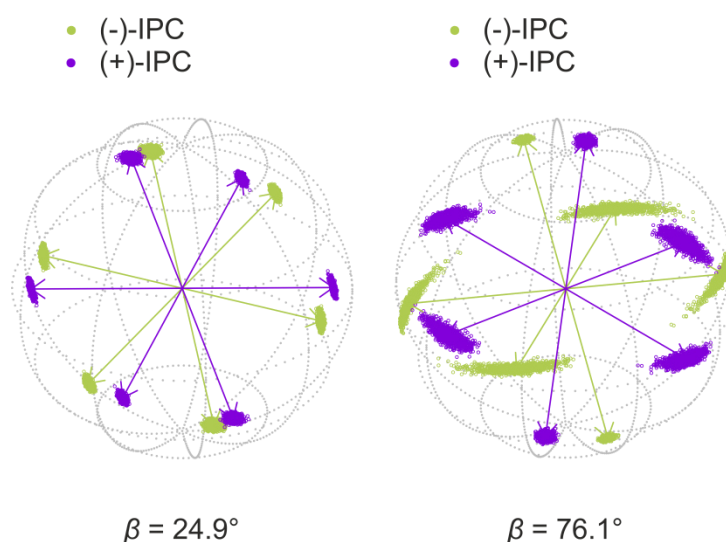 (-)-IPC
(+)-IPC
(-)-IPC
(+)-IPC
β = 24.9°
β = 76.1°